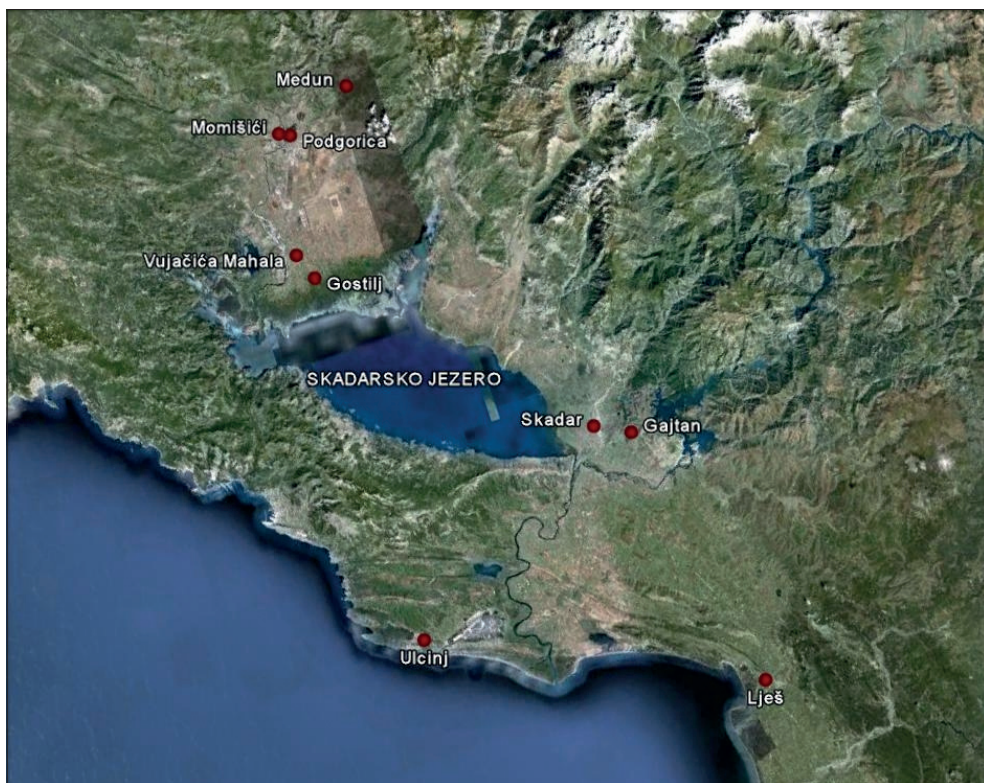 Medun
Momišići
Podgorica
Vujačića Mahala
Gostilj
SKADARSKO JEZERO
Skadar
Gajtan
Ulcinj
Lješ